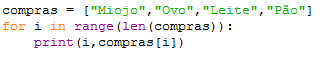 compras = ["Miojo","Ovo","Leite","Pão"]
for i in range(len(compras)):
    print(i,compras[i])